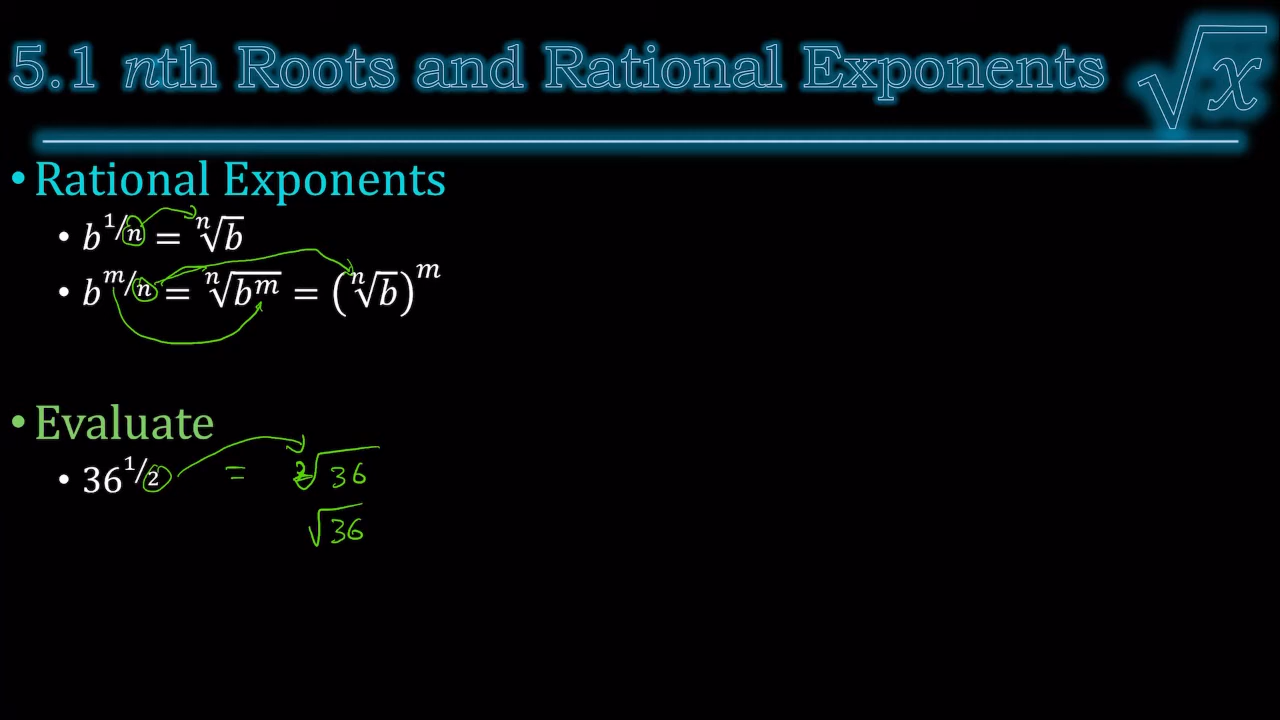 5.1 nth Roots and Rational Exponents √x
• Rational Exponents
• b^{1/n} = ⁿ√b
• b^{m/n} = ⁿ√(b^m) = (ⁿ√b)^m
• Evaluate
• 36^{1/2} = ²√36
√36